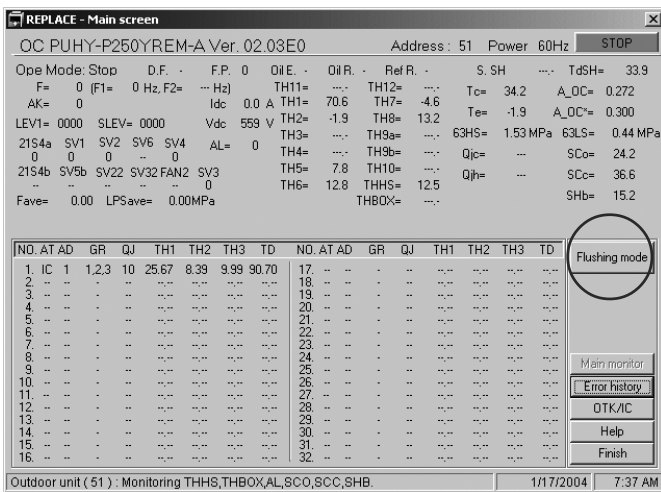 REPLACE - Main screen
OC PUHY-P250YREM-A Ver. 02.03E0 Address: 51 Power 60Hz STOP
Ope Mode: Stop D.F. - F.P. 0 Oil E. - Oil R. - Ref R. - S. SH ---.- TdSH= 33.9
F= 0 (F1= 0 Hz, F2= --- Hz) TH11= ---.- TH12= ---.- Tc= 34.2 A_OC= 0.272
AK= 0 Idc 0.0 A TH1= 70.6 TH7= -4.6
LEV1= 0000 SLEV= 0000 Vdc 559 V TH2= -1.9 TH8= 13.2 Te= -1.9 A_OC*= 0.300
21S4a SV1 SV2 SV6 SV4 AL= 0 TH3= ---.- TH9a= ---.- 63HS= 1.53 MPa 63LS= 0.44 MPa
0 0 0 -- 0 TH4= ---.- TH9b= ---.- Qjc= --- SCo= 24.2
21S4b SV5b SV22 SV32 FAN2 SV3 TH5= 7.8 TH10= ---.- Qjh= --- SCc= 36.6
-- -- -- -- -- 0 TH6= 12.8 THHS= 12.5
Fave= 0.00 LPSave= 0.00MPa THBOX= ---.- SHb= 15.2
NO. AT AD GR QJ TH1 TH2 TH3 TD NO. AT AD GR QJ TH1 TH2 TH3 TD
1. IC 1 1,2,3 10 25.67 8.39 9.99 90.70 17. -- -- - -- --.-- --.-- --.-- --.--
2. -- -- - -- --.-- --.-- --.-- --.-- 18. -- -- - -- --.-- --.-- --.-- --.--
3. -- -- - -- --.-- --.-- --.-- --.-- 19. -- -- - -- --.-- --.-- --.-- --.--
4. -- -- - -- --.-- --.-- --.-- --.-- 20. -- -- - -- --.-- --.-- --.-- --.--
5. -- -- - -- --.-- --.-- --.-- --.-- 21. -- -- - -- --.-- --.-- --.-- --.--
6. -- -- - -- --.-- --.-- --.-- --.-- 22. -- -- - -- --.-- --.-- --.-- --.--
7. -- -- - -- --.-- --.-- --.-- --.-- 23. -- -- - -- --.-- --.-- --.-- --.--
8. -- -- - -- --.-- --.-- --.-- --.-- 24. -- -- - -- --.-- --.-- --.-- --.--
9. -- -- - -- --.-- --.-- --.-- --.-- 25. -- -- - -- --.-- --.-- --.-- --.--
10. -- -- - -- --.-- --.-- --.-- --.-- 26. -- -- - -- --.-- --.-- --.-- --.--
11. -- -- - -- --.-- --.-- --.-- --.-- 27. -- -- - -- --.-- --.-- --.-- --.--
12. -- -- - -- --.-- --.-- --.-- --.-- 28. -- -- - -- --.-- --.-- --.-- --.--
13. -- -- - -- --.-- --.-- --.-- --.-- 29. -- -- - -- --.-- --.-- --.-- --.--
14. -- -- - -- --.-- --.-- --.-- --.-- 30. -- -- - -- --.-- --.-- --.-- --.--
15. -- -- - -- --.-- --.-- --.-- --.-- 31. -- -- - -- --.-- --.-- --.-- --.--
16. -- -- - -- --.-- --.-- --.-- --.-- 32. -- -- - -- --.-- --.-- --.-- --.--
Flushing mode
Main monitor
Error history
OTK/IC
Help
Finish
Outdoor unit ( 51 ) : Monitoring THHS,THBOX,AL,SCO,SCC,SHB. 1/17/2004 7:37 AM